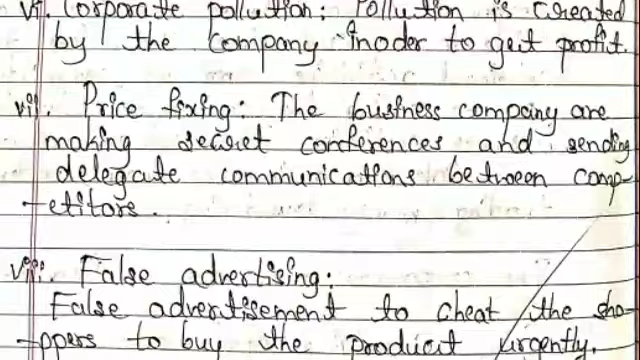 vi. Corporate pollution: Pollution is created
by the company inoder to get profit.
vii. Price fixing: The business company are
making secret conferences and sending
delegate communications between comp-
-etitors.
viii. False advertising:
False advertisement to cheat the sho-
-ppers to buy the product urgently.